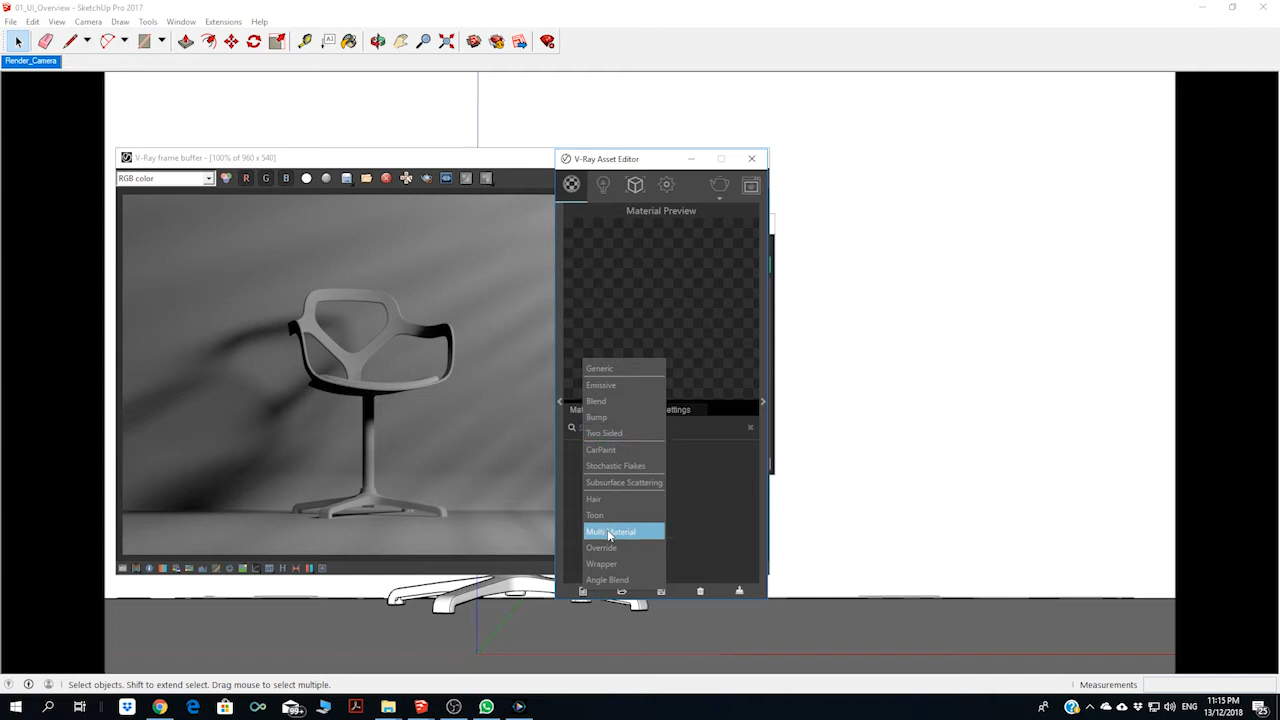 01_UI_Overview - SketchUp Pro 2017
File Edit View Camera Draw Tools Window Extensions Help
Render_Camera
V-Ray frame buffer - [100% of 960 x 540]
RGB color
R G B
V-Ray Asset Editor
Material Preview
Generic
Emissive
Blend
Bump
Two Sided
CarPaint
Stochastic Flakes
Subsurface Scattering
Hair
Toon
Multi Material
Override
Wrapper
Angle Blend
Select objects. Shift to extend select. Drag mouse to select multiple.
Measurements
11:15 PM
13/12/2018